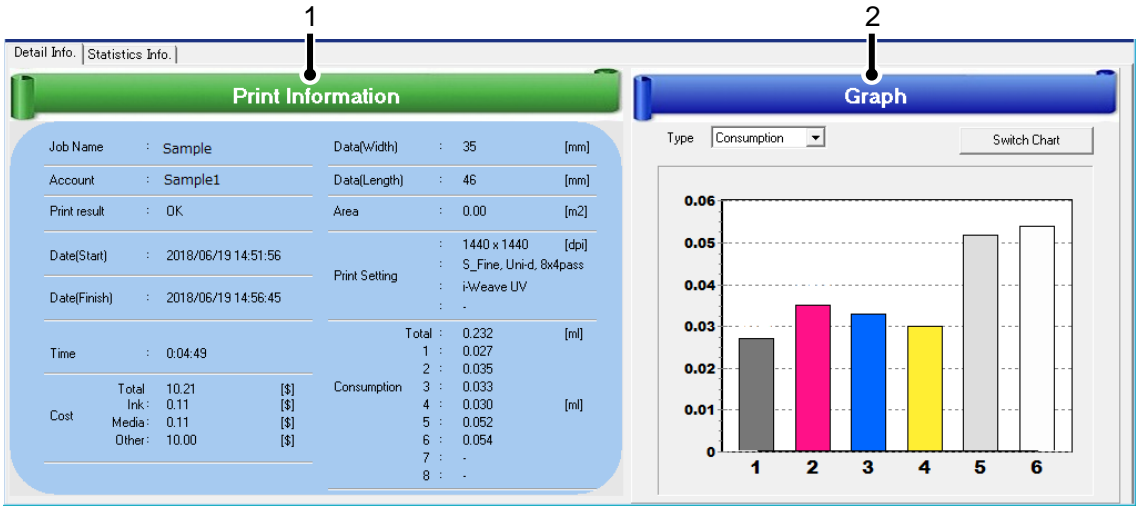 1
2
Detail Info. Statistics Info.
Print Information
Job Name : Sample
Account : Sample1
Print result : OK
Date(Start) : 2018/06/19 14:51:56
Date(Finish) : 2018/06/19 14:56:45
Time : 0:04:49
Cost
Total 10.21 [$]
Ink : 0.11 [$]
Media : 0.11 [$]
Other : 10.00 [$]
Data(Width) : 35 [mm]
Data(Length) : 46 [mm]
Area : 0.00 [m2]
Print Setting
: 1440 x 1440 [dpi]
: S_Fine, Uni-d, 8x4pass
: i-Weave UV
: -
Consumption
Total : 0.232 [ml]
1 : 0.027
2 : 0.035
3 : 0.033
4 : 0.030 [ml]
5 : 0.052
6 : 0.054
7 : -
8 : -
Graph
Type Consumption Switch Chart
0.06
0.05
0.04
0.03
0.02
0.01
0
1 2 3 4 5 6